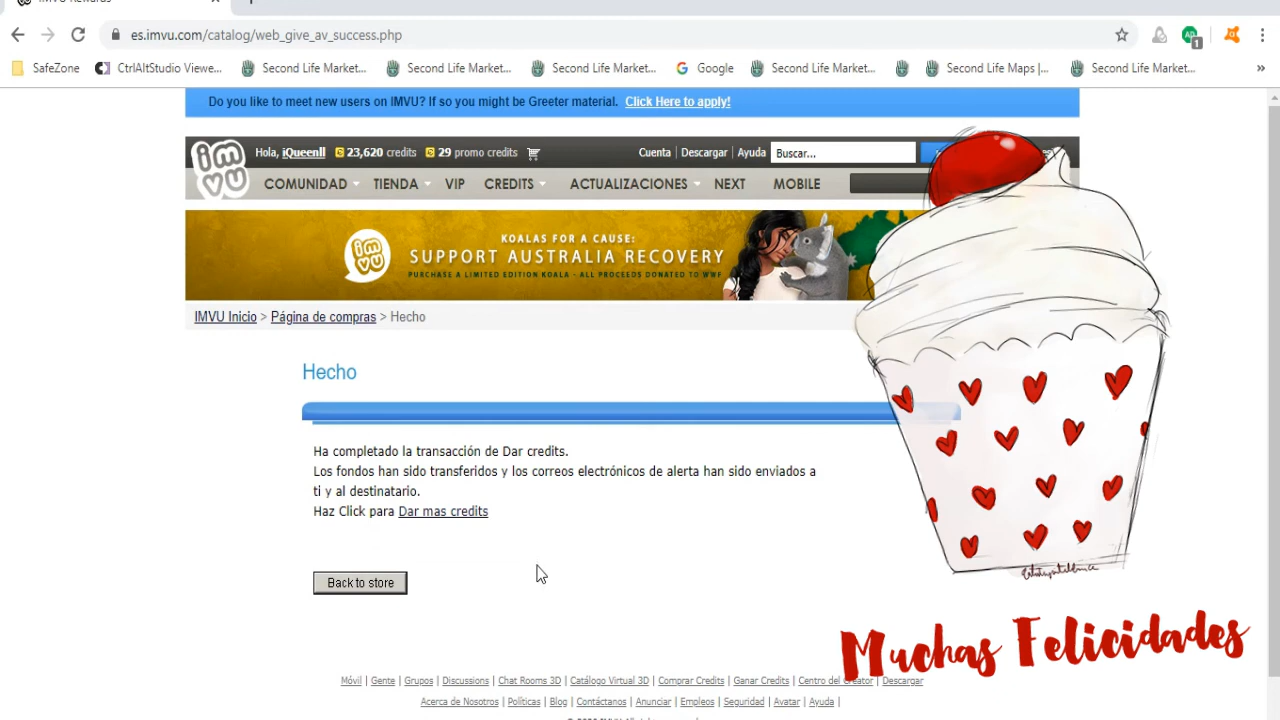 es.imvu.com/catalog/web_give_av_success.php
SafeZone CtrlAltStudio Viewe... Second Life Market... Second Life Market... Second Life Market... Google Second Life Market... Second Life Maps |... Second Life Market... »
Do you like to meet new users on IMVU? If so you might be Greeter material. Click Here to apply!
imvu
Hola, iQueenll 23,620 credits 29 promo credits Cuenta | Descargar | Ayuda Buscar...
COMUNIDAD TIENDA VIP CREDITS ACTUALIZACIONES NEXT MOBILE
imvu
KOALAS FOR A CAUSE:
SUPPORT AUSTRALIA RECOVERY
PURCHASE A LIMITED EDITION KOALA - ALL PROCEEDS DONATED TO WWF
IMVU Inicio > Página de compras > Hecho
Hecho
Ha completado la transacción de Dar credits.
Los fondos han sido transferidos y los correos electrónicos de alerta han sido enviados a
ti y al destinatario.
Haz Click para Dar mas credits
Back to store
Muchas Felicidades
Móvil | Gente | Grupos | Discussions | Chat Rooms 3D | Catálogo Virtual 3D | Comprar Credits | Ganar Credits | Centro del Creator | Descargar
Acerca de Nosotros | Políticas | Blog | Contáctanos | Anunciar | Empleos | Seguridad | Avatar | Ayuda |